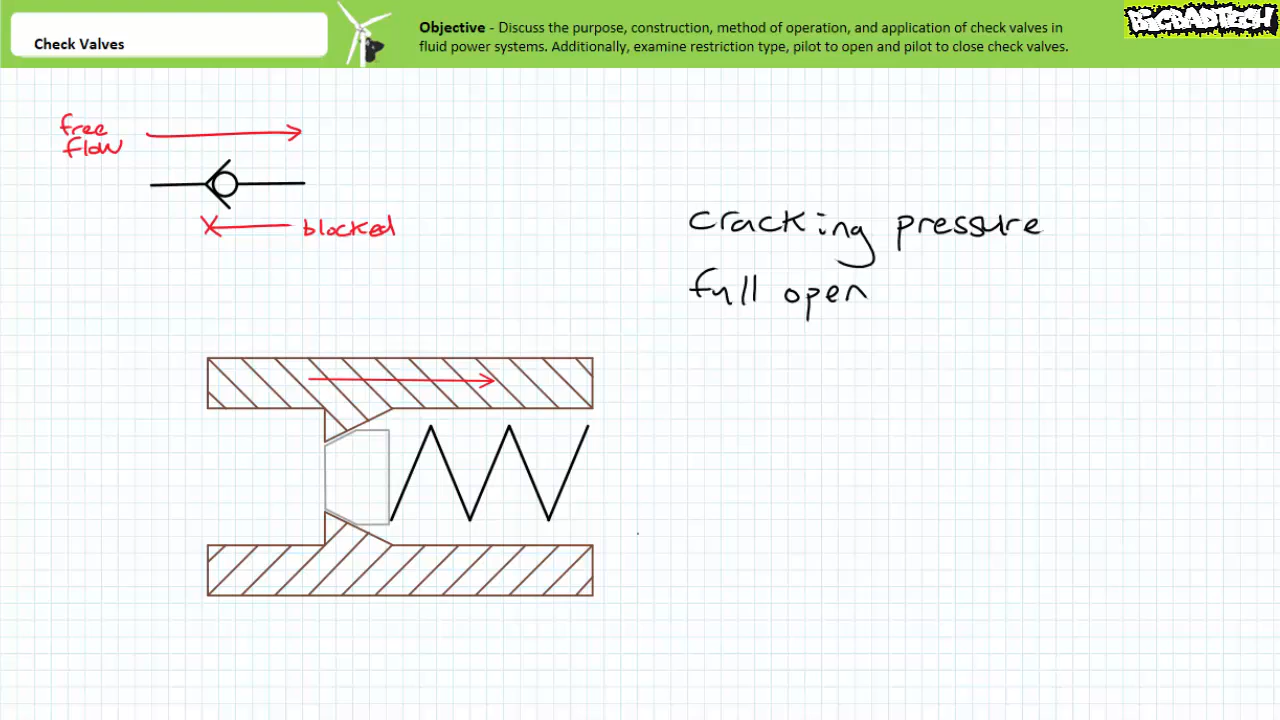 Check Valves
Objective - Discuss the purpose, construction, method of operation, and application of check valves in
fluid power systems. Additionally, examine restriction type, pilot to open and pilot to close check valves.
BIGBADTECH
free
flow
blocked
cracking pressure
full open